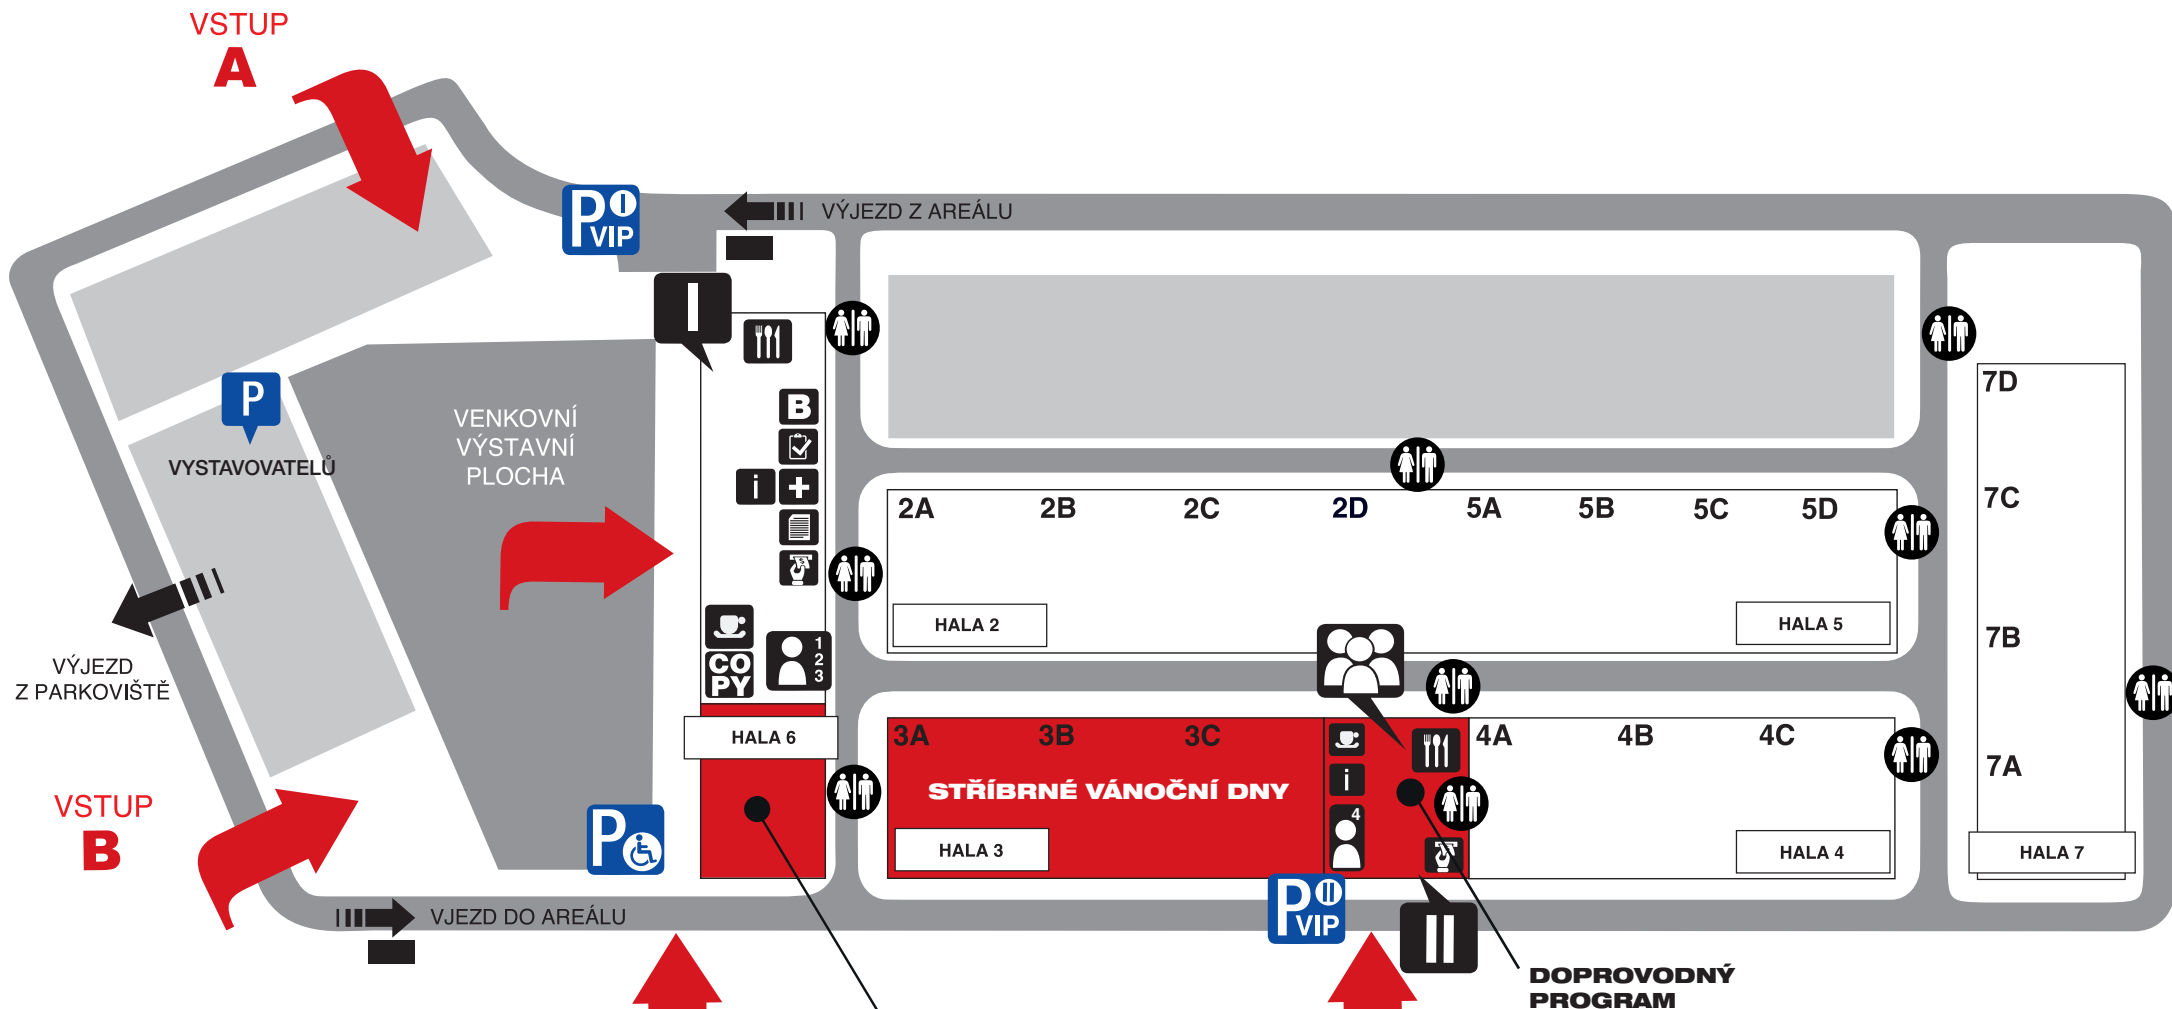 VSTUP
A
P
VIP
VÝJEZD Z AREÁLU
I
P
VYSTAVOVATELŮ
VENKOVNÍ
VÝSTAVNÍ
PLOCHA
B
i
7D
7C
7B
7A
2A 2B 2C 2D 5A 5B 5C 5D
HALA 2
HALA 5
VÝJEZD
Z PARKOVIŠTĚ
CO
PY
1
2
3
HALA 6
3A 3B 3C 4A 4B 4C
STŘÍBRNÉ VÁNOČNÍ DNY
i
4
HALA 3
HALA 4
HALA 7
VSTUP
B
P
VJEZD DO AREÁLU
P II
VIP
II
DOPROVODNÝ
PROGRAM